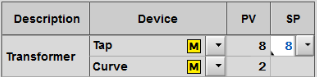 Description Device PV SP
Transformer Tap M 8 8
Curve M 2